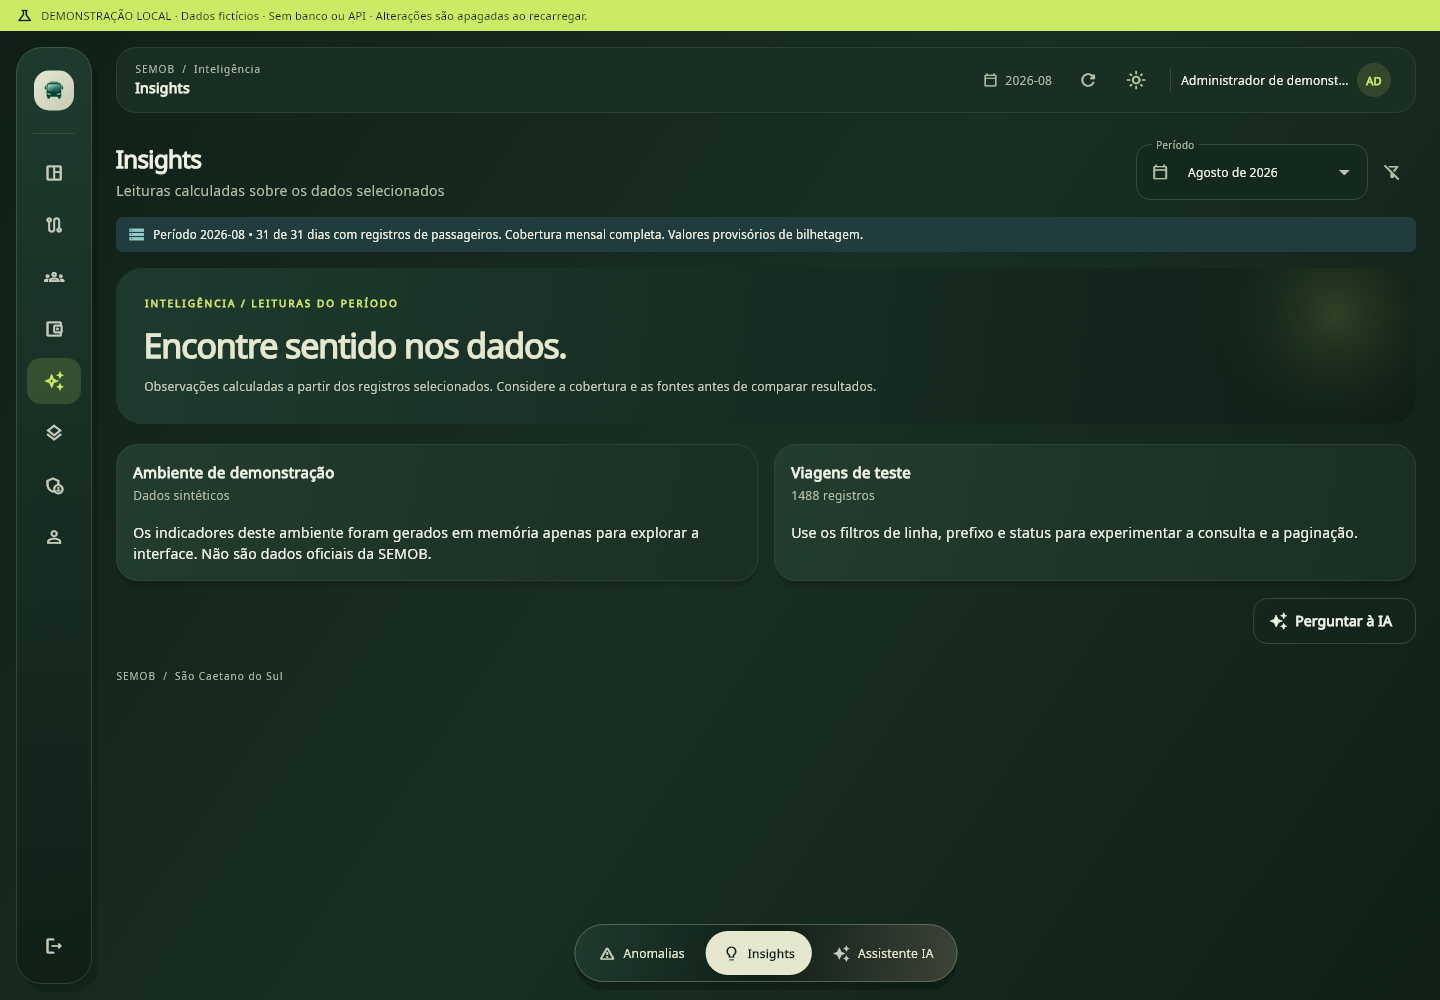 DEMONSTRAÇÃO LOCAL · Dados fictícios · Sem banco ou API · Alterações são apagadas ao recarregar.
SEMOB / Inteligência
Insights
2026-08
Administrador de demonst...
AD
Insights
Leituras calculadas sobre os dados selecionados
Período
Agosto de 2026
Período 2026-08 • 31 de 31 dias com registros de passageiros. Cobertura mensal completa. Valores provisórios de bilhetagem.
INTELIGÊNCIA / LEITURAS DO PERÍODO
Encontre sentido nos dados.
Observações calculadas a partir dos registros selecionados. Considere a cobertura e as fontes antes de comparar resultados.
Ambiente de demonstração
Dados sintéticos
Os indicadores deste ambiente foram gerados em memória apenas para explorar a
interface. Não são dados oficiais da SEMOB.
Viagens de teste
1488 registros
Use os filtros de linha, prefixo e status para experimentar a consulta e a paginação.
Perguntar à IA
SEMOB / São Caetano do Sul
Anomalias
Insights
Assistente IA